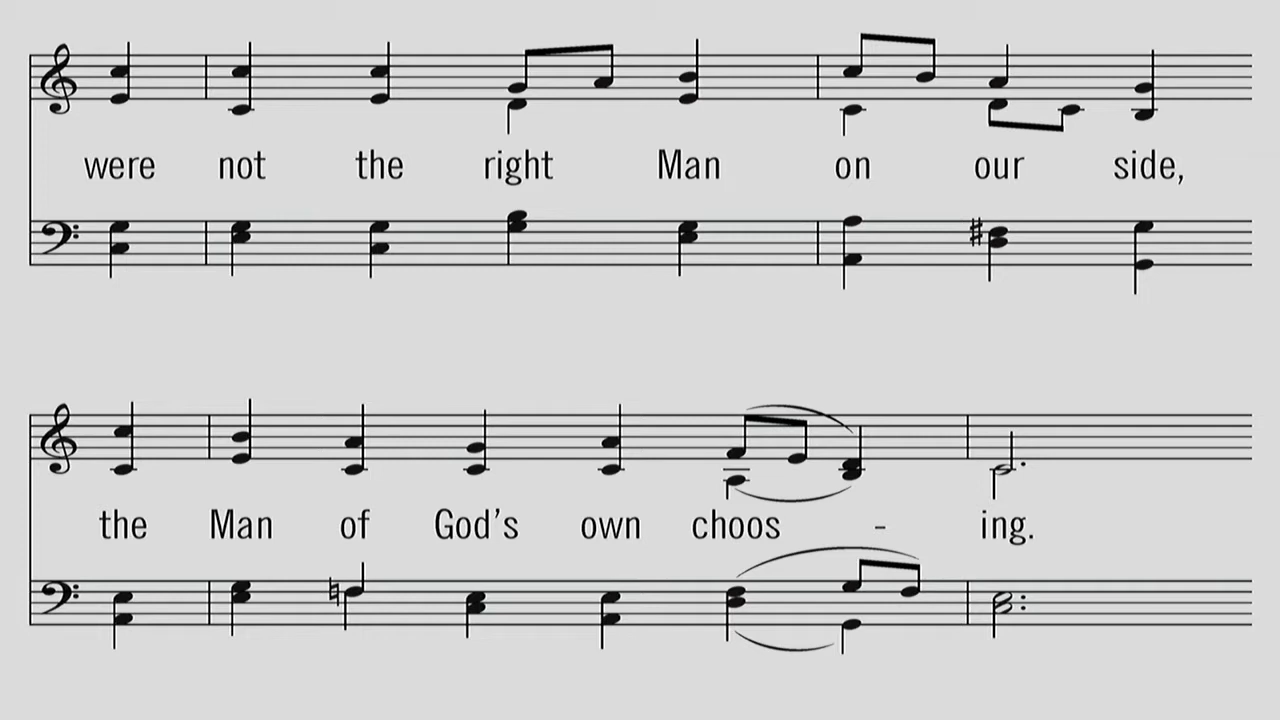 were not the right Man on our side,
the Man of God's own choos - ing.